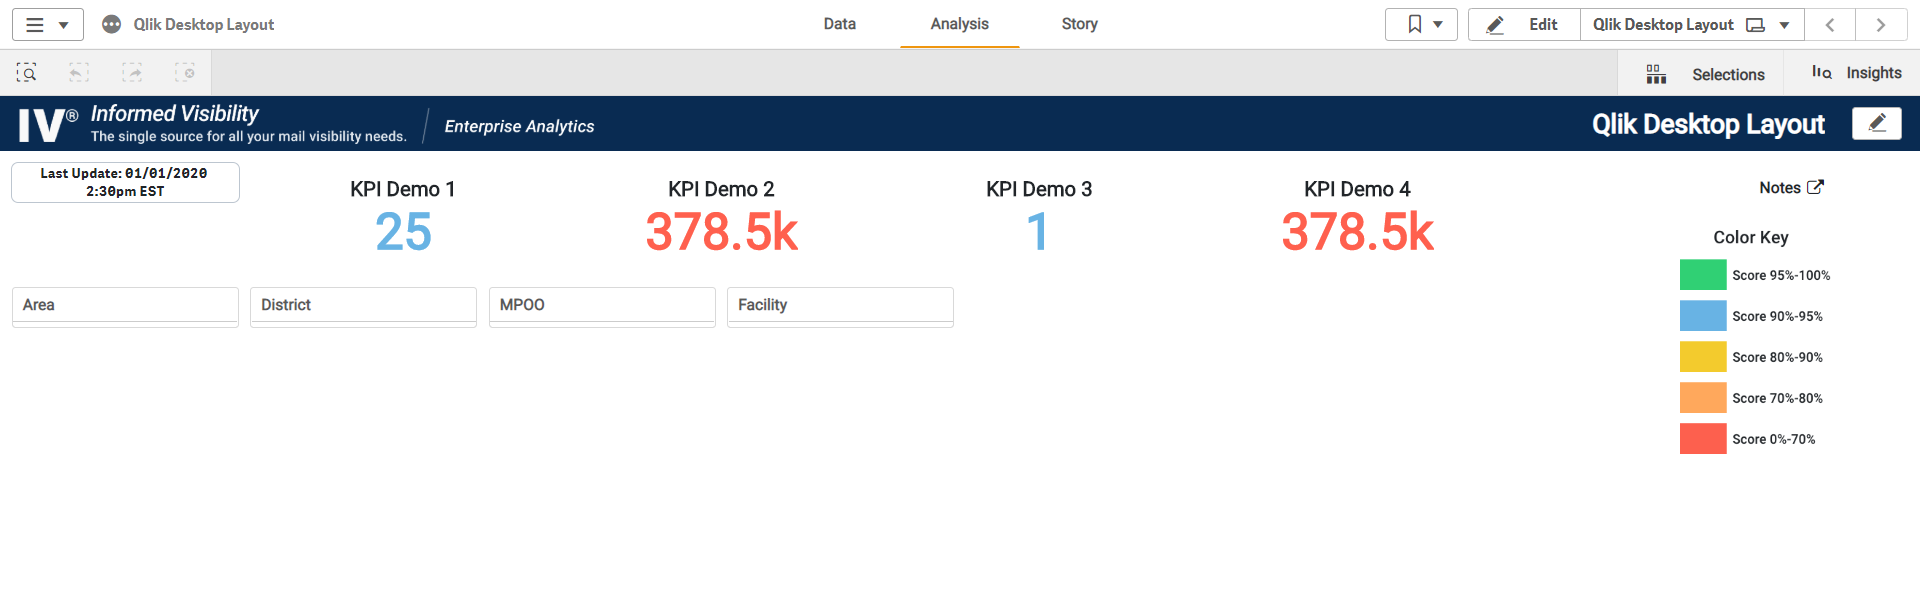 Qlik Desktop Layout
Data
Analysis
Story
Edit
Qlik Desktop Layout
Selections
Insights
IV®
Informed Visibility
The single source for all your mail visibility needs.
Enterprise Analytics
Qlik Desktop Layout
Last Update: 01/01/2020
2:30pm EST
KPI Demo 1
25
KPI Demo 2
378.5k
KPI Demo 3
1
KPI Demo 4
378.5k
Notes
Color Key
Score 95%-100%
Score 90%-95%
Score 80%-90%
Score 70%-80%
Score 0%-70%
Area
District
MPOO
Facility